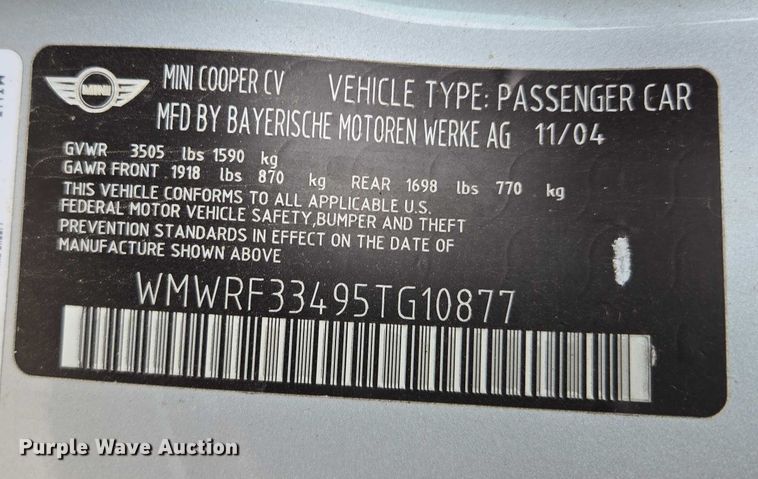 MINI
MINI COOPER CV VEHICLE TYPE: PASSENGER CAR
MFD BY BAYERISCHE MOTOREN WERKE AG 11/04
GVWR 3505 lbs 1590 kg
GAWR FRONT 1918 lbs 870 kg REAR 1698 lbs 770 kg
THIS VEHICLE CONFORMS TO ALL APPLICABLE U.S.
FEDERAL MOTOR VEHICLE SAFETY,BUMPER AND THEFT
PREVENTION STANDARDS IN EFFECT ON THE DATE OF
MANUFACTURE SHOWN ABOVE
WMWRF33495TG10877
Purple Wave Auction